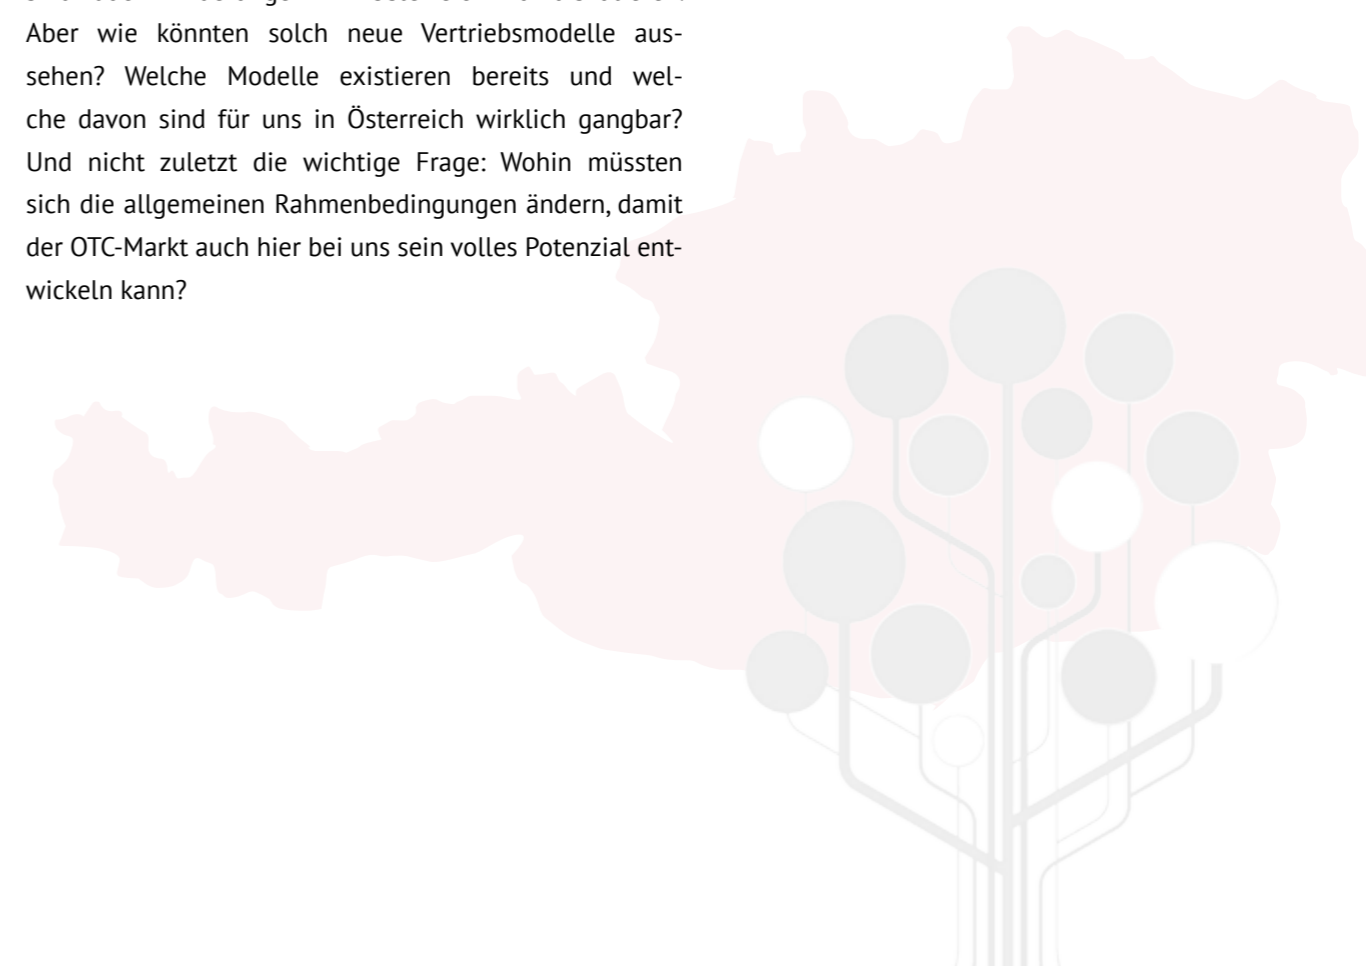 Aber wie könnten solch neue Vertriebsmodelle aus-
sehen? Welche Modelle existieren bereits und wel-
che davon sind für uns in Österreich wirklich gangbar?
Und nicht zuletzt die wichtige Frage: Wohin müssten
sich die allgemeinen Rahmenbedingungen ändern, damit
der OTC-Markt auch hier bei uns sein volles Potenzial ent-
wickeln kann?